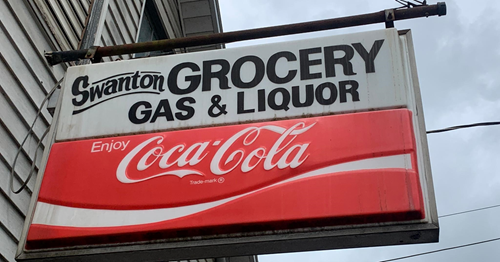 Swanton GROCERY
GAS & LIQUOR
Enjoy
Coca-Cola
Trade-mark ®